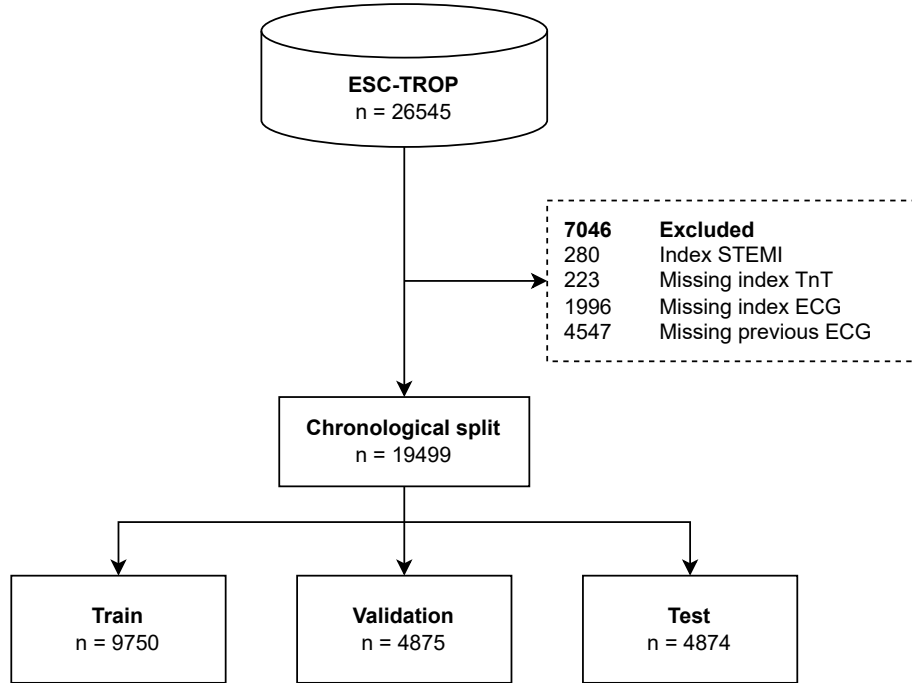 ESC-TROP
n = 26545
7046 Excluded
280 Index STEMI
223 Missing index TnT
1996 Missing index ECG
4547 Missing previous ECG
Chronological split
n = 19499
Train
n = 9750
Validation
n = 4875
Test
n = 4874